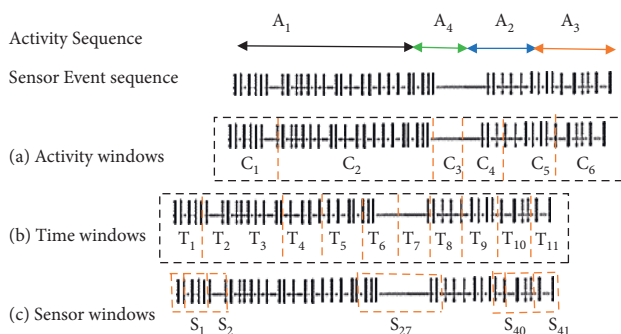 A₁ A₄ A₂ A₃
Activity Sequence
Sensor Event sequence
(a) Activity windows
C₁ C₂ C₃ C₄ C₅ C₆
(b) Time windows
T₁ T₂ T₃ T₄ T₅ T₆ T₇ T₈ T₉ T₁₀ T₁₁
(c) Sensor windows
S₁ S₂ S₂₇ S₄₀ S₄₁